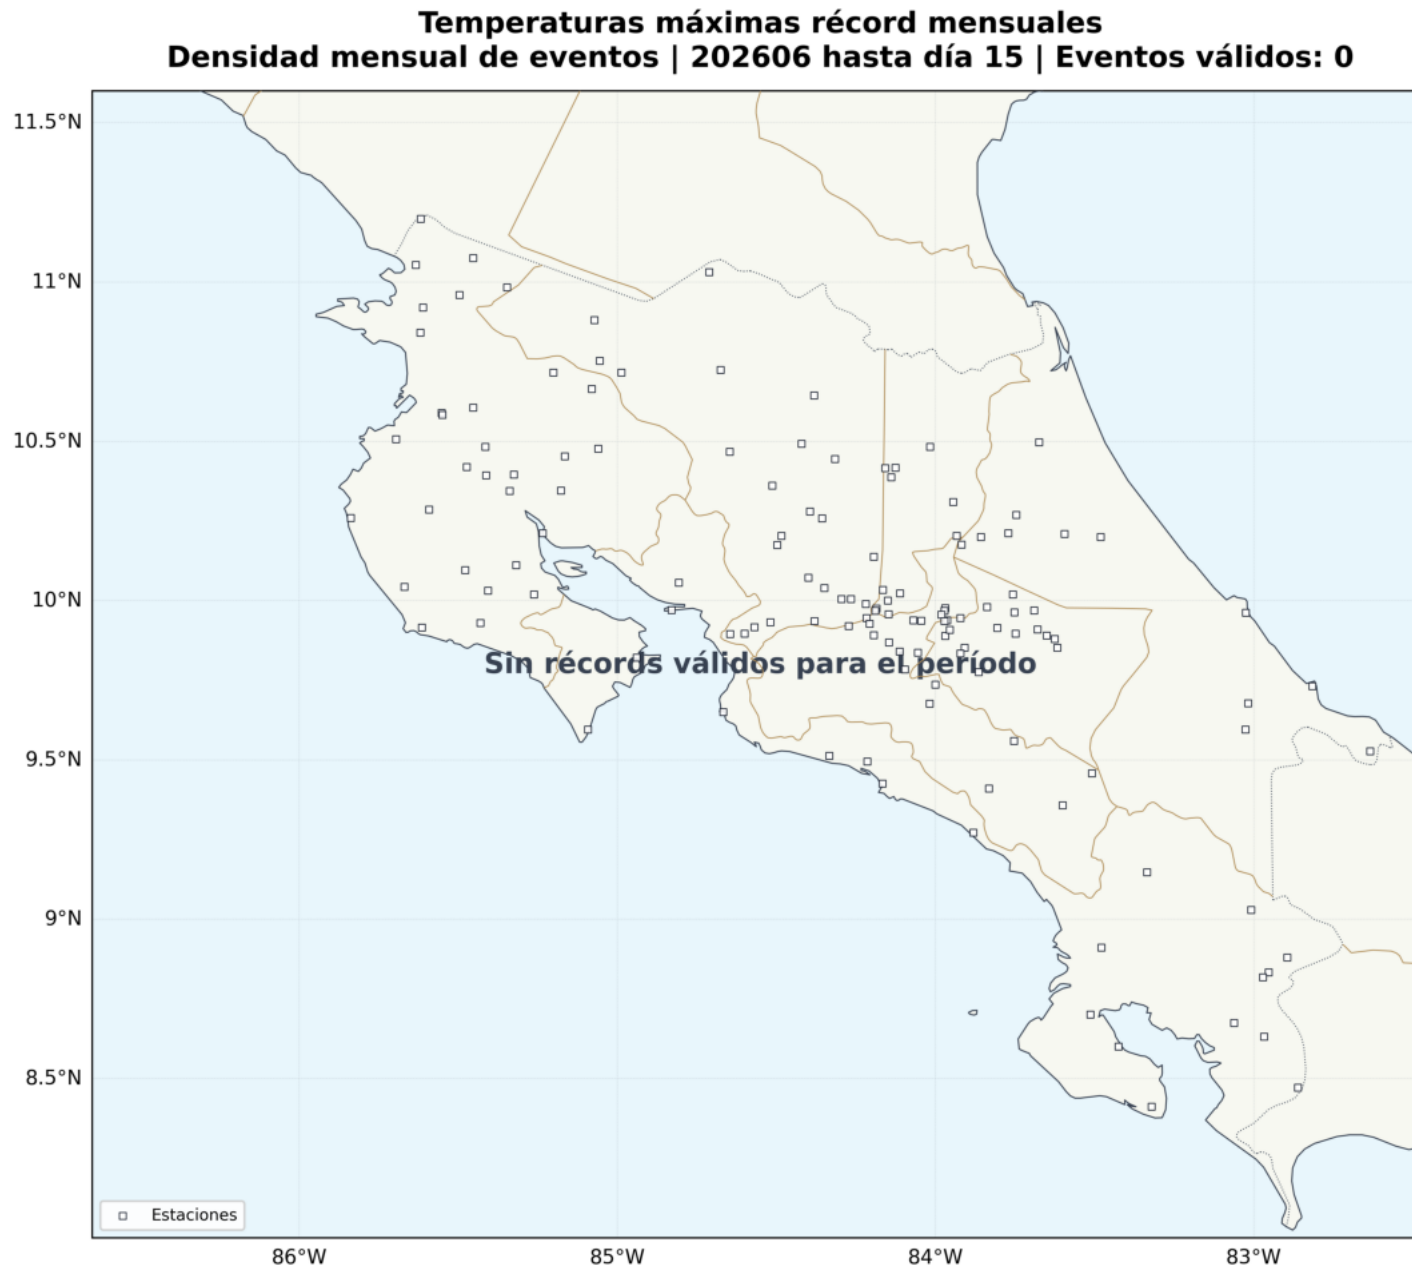 Temperaturas máximas récord mensuales
Densidad mensual de eventos | 202606 hasta día 15 | Eventos válidos: 0
11.5°N
11°N
10.5°N
10°N
Sin récords válidos para el período
9.5°N
9°N
8.5°N
Estaciones
86°W
85°W
84°W
83°W